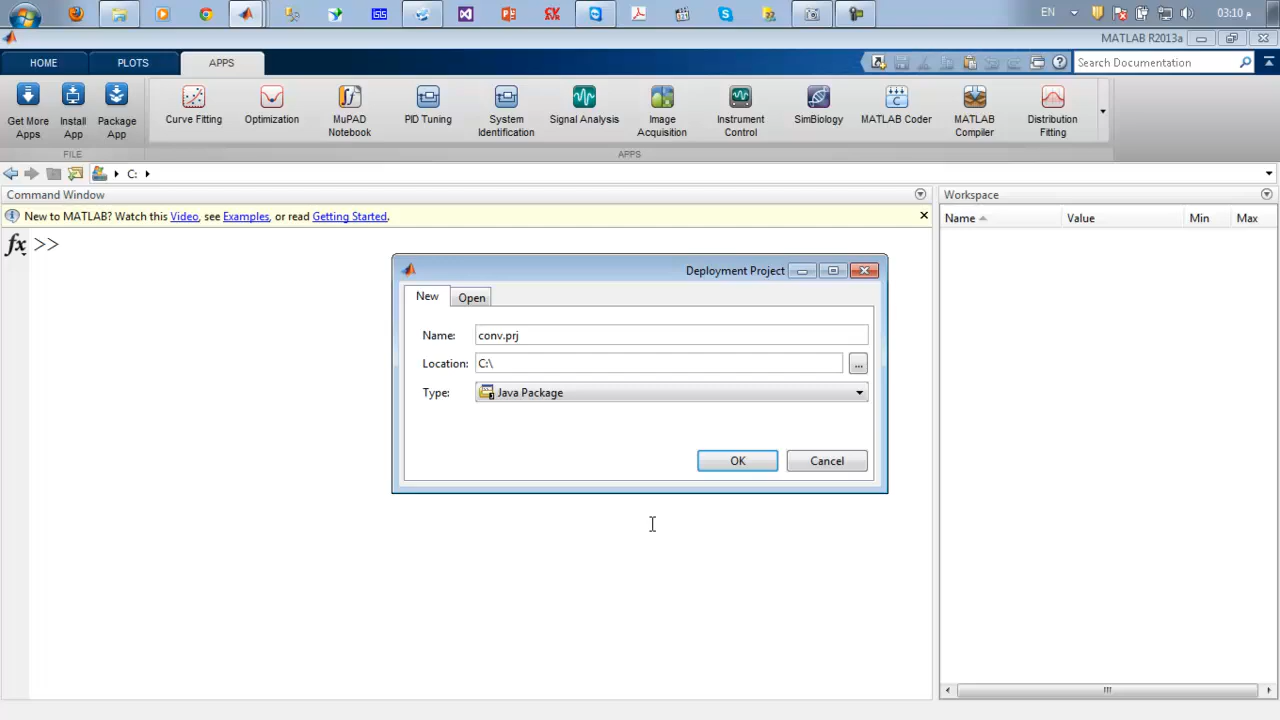 EN
03:10 م
MATLAB R2013a
HOME
PLOTS
APPS
Search Documentation
Get More Apps
Install App
Package App
Curve Fitting
Optimization
MuPAD Notebook
PID Tuning
System Identification
Signal Analysis
Image Acquisition
Instrument Control
SimBiology
MATLAB Coder
MATLAB Compiler
Distribution Fitting
FILE
APPS
C:
Command Window
Workspace
New to MATLAB? Watch this Video, see Examples, or read Getting Started.
Name
Value
Min
Max
fx >>
Deployment Project
New
Open
Name:
conv.prj
Location:
C:\
...
Type:
Java Package
OK
Cancel